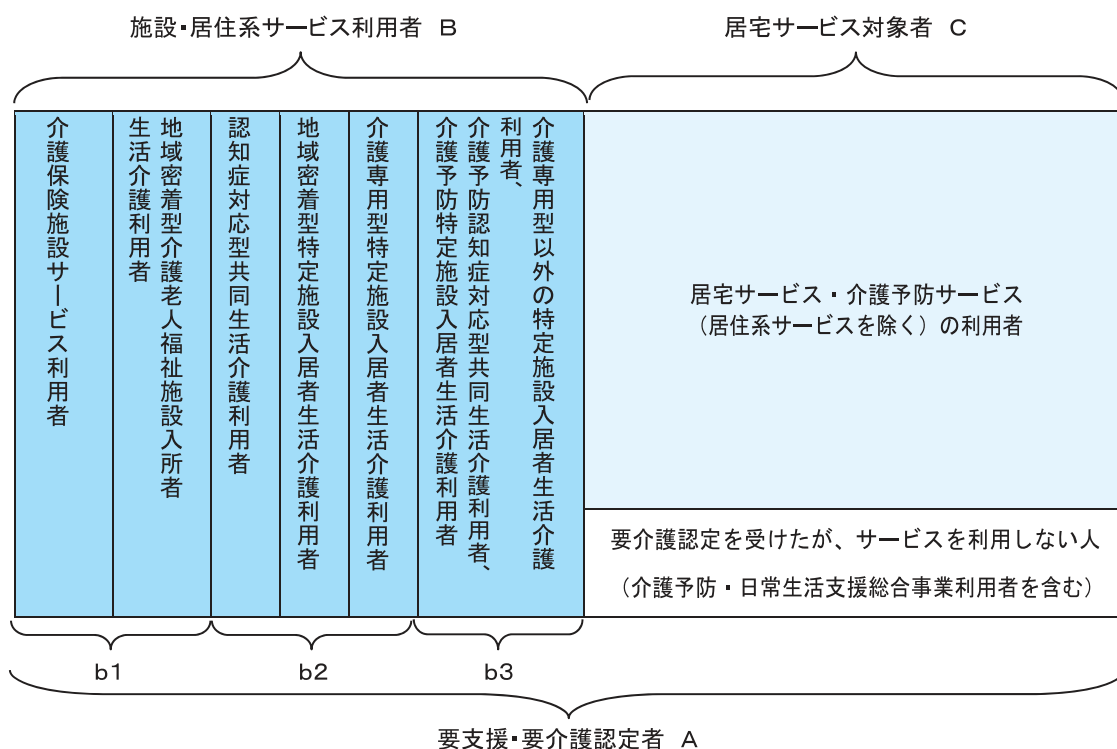 施設・居住系サービス利用者 B
居宅サービス対象者 C
介護保険施設サービス利用者
地域密着型介護老人福祉施設入所者
生活介護利用者
認知症対応型共同生活介護利用者
地域密着型特定施設入居者生活介護利用者
介護専用型特定施設入居者生活介護利用者
介護専用型以外の特定施設入居者生活介護
利用者、
介護予防認知症対応型共同生活介護利用者、
介護予防特定施設入居者生活介護利用者
居宅サービス・介護予防サービス
(居住系サービスを除く)の利用者
要介護認定を受けたが、サービスを利用しない人
(介護予防・日常生活支援総合事業利用者を含む)
b1
b2
b3
要支援・要介護認定者 A